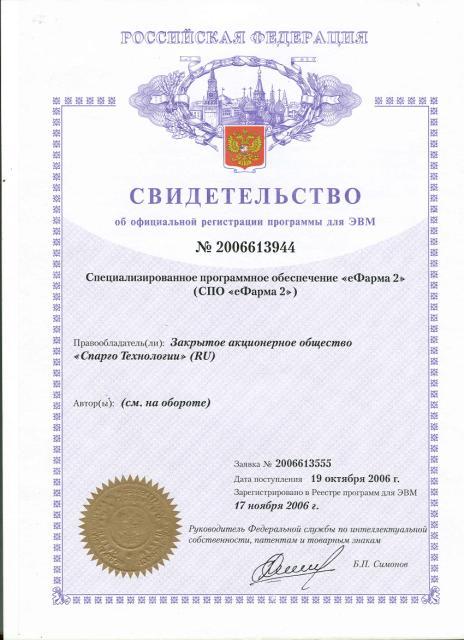 РОССИЙСКАЯ ФЕДЕРАЦИЯ
СВИДЕТЕЛЬСТВО
об официальной регистрации программы для ЭВМ
№ 2006613944
Специализированное программное обеспечение «еФарма 2»
(СПО «еФарма 2»)
Правообладатель(ли): Закрытое акционерное общество
«Спарго Технологии» (RU)
Автор(ы): (см. на обороте)
Заявка № 2006613555
Дата поступления 19 октября 2006 г.
Зарегистрировано в Реестре программ для ЭВМ
17 ноября 2006 г.
Руководитель Федеральной службы по интеллектуальной
собственности, патентам и товарным знакам
Б.П. Симонов